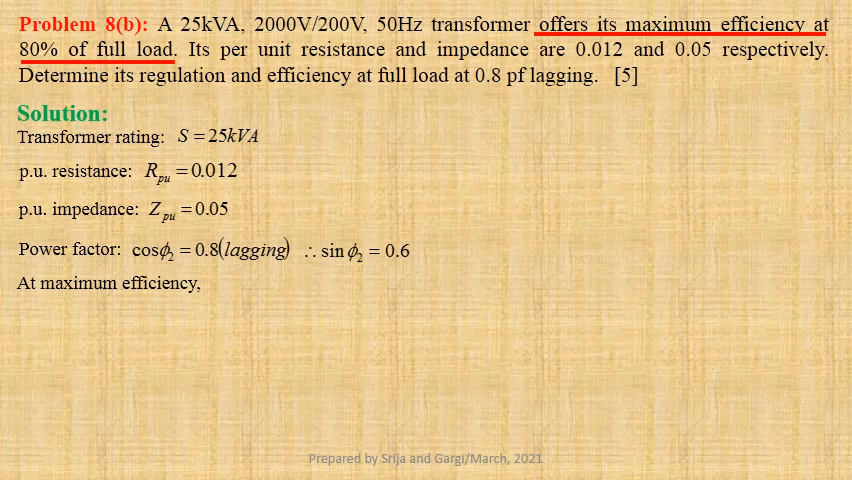 Problem 8(b): A 25kVA, 2000V/200V, 50Hz transformer offers its maximum efficiency at
80% of full load. Its per unit resistance and impedance are 0.012 and 0.05 respectively.
Determine its regulation and efficiency at full load at 0.8 pf lagging. [5]
Solution:
Transformer rating: S = 25kVA
p.u. resistance: R_pu = 0.012
p.u. impedance: Z_pu = 0.05
Power factor: cosϕ₂ = 0.8(lagging) ∴ sin ϕ₂ = 0.6
At maximum efficiency,
Prepared by Srija and Gargi/March, 2021